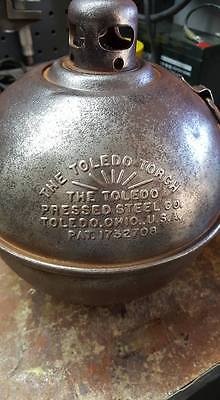 THE TOLEDO TORCH
THE TOLEDO
PRESSED STEEL CO.
TOLEDO, OHIO, U.S.A.
PAT. 1732708